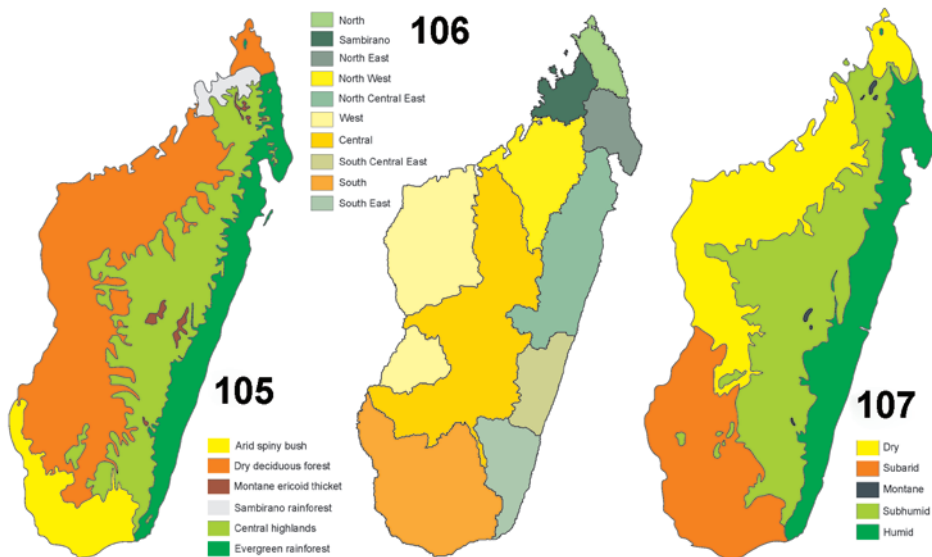 106
North
Sambirano
North East
North West
North Central East
West
Central
South Central East
South
South East
105
Arid spiny bush
Dry deciduous forest
Montane ericoid thicket
Sambirano rainforest
Central highlands
Evergreen rainforest
107
Dry
Subarid
Montane
Subhumid
Humid